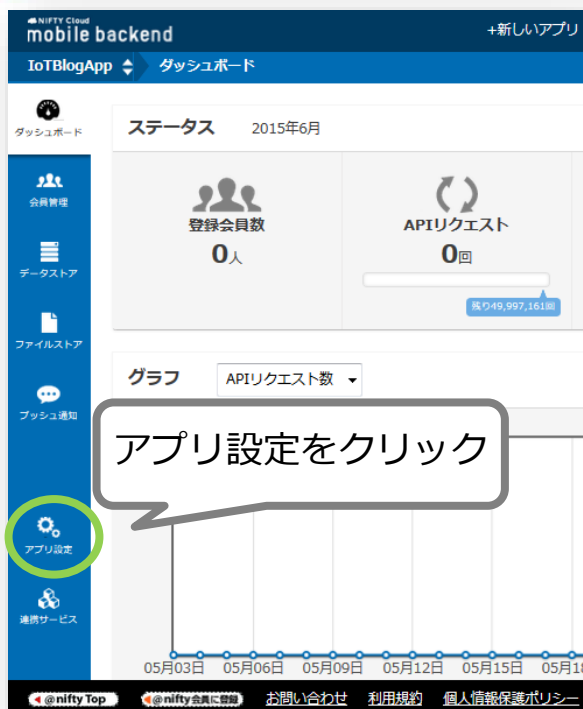 NIFTY Cloud
mobile backend
+新しいアプリ
IoTBlogApp
ダッシュボード
ダッシュボード
ステータス 2015年6月
会員管理
登録会員数
0人
APIリクエスト
0回
残り49,997,161回
データストア
ファイルストア
グラフ
APIリクエスト数
プッシュ通知
アプリ設定をクリック
アプリ設定
連携サービス
05月03日 05月06日 05月09日 05月12日 05月15日 05月18
@nifty Top
@nifty会員に登録
お問い合わせ
利用規約
個人情報保護ポリシー